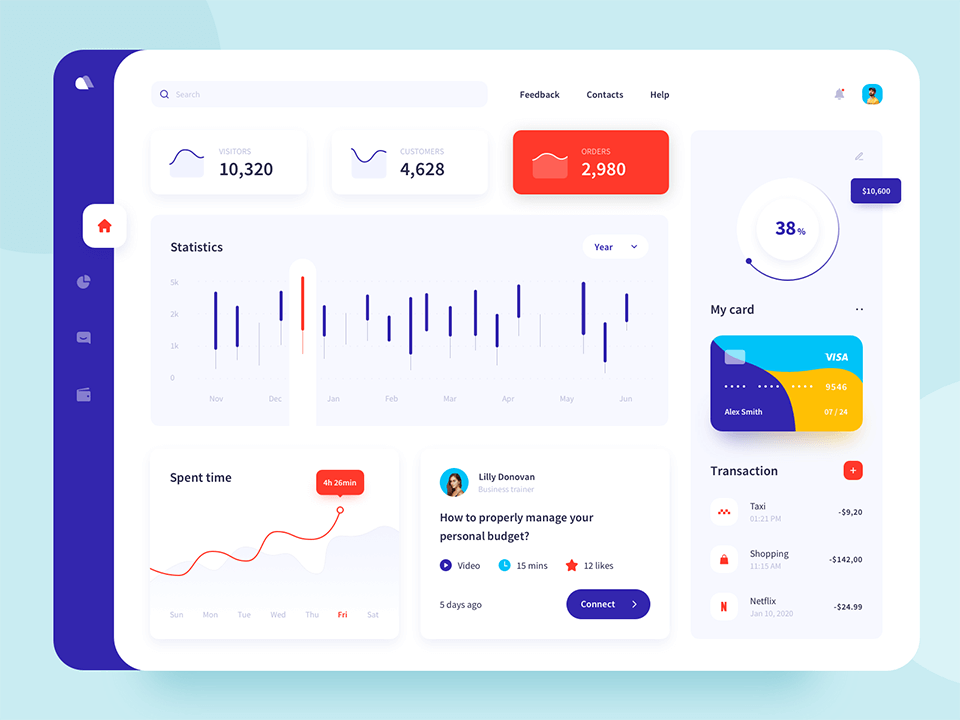 Search
Feedback
Contacts
Help
VISITORS
10,320
CUSTOMERS
4,628
ORDERS
2,980
Statistics
Year
5k
2k
1k
0
Nov
Dec
Jan
Feb
Mar
Apr
May
Jun
Spent time
4h 26min
Sun
Mon
Tue
Wed
Thu
Fri
Sat
Lilly Donovan
Business trainer
How to properly manage your
personal budget?
Video
15 mins
12 likes
5 days ago
Connect
$10,600
38%
My card
VISA
•••• •••• •••• 9546
Alex Smith
07 / 24
Transaction
+
Taxi
01:21 PM
-$9,20
Shopping
11:15 AM
-$142,00
N
Netflix
Jan 10, 2020
-$24.99